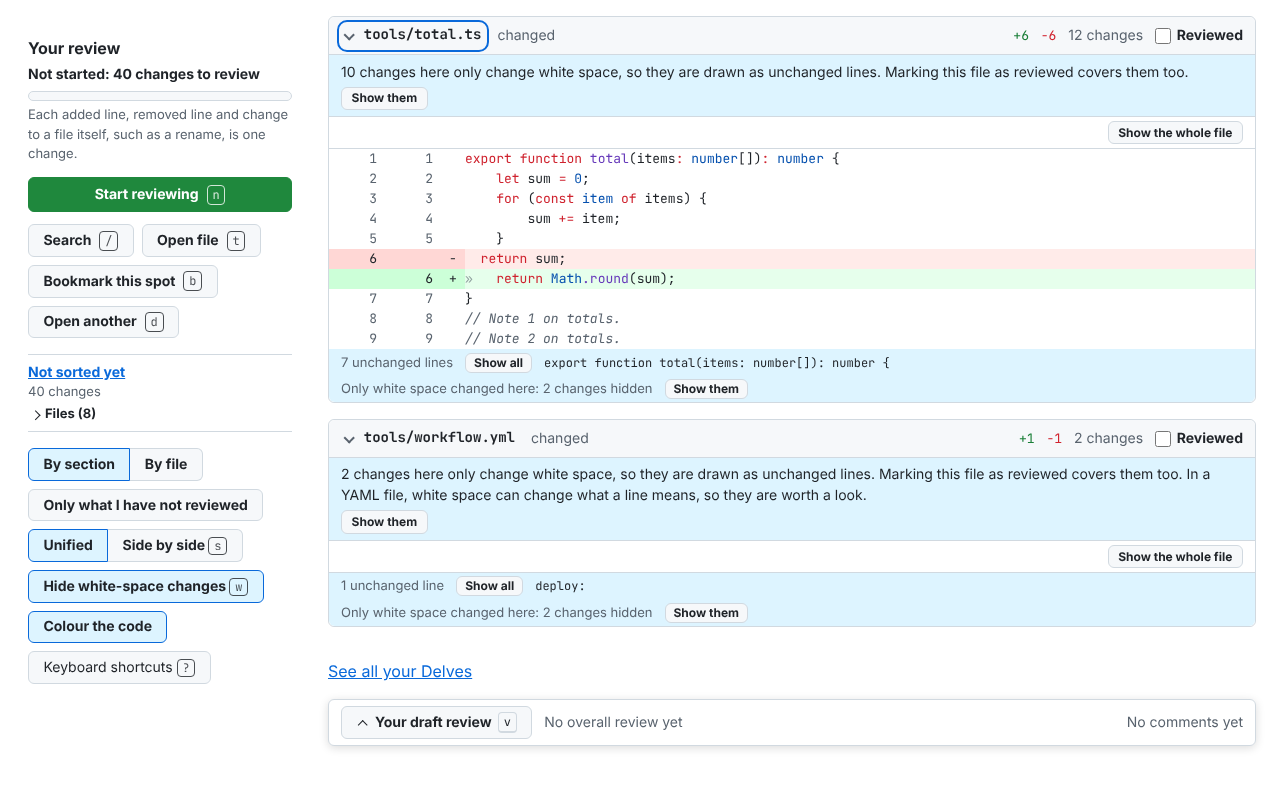 Your review
Not started: 40 changes to review
Each added line, removed line and change
to a file itself, such as a rename, is one
change.
Start reviewing n
Search / Open file t
Bookmark this spot b
Open another d
Not sorted yet
40 changes
Files (8)
By section By file
Only what I have not reviewed
Unified Side by side s
Hide white-space changes w
Colour the code
Keyboard shortcuts ?
tools/total.ts changed +6 -6 12 changes Reviewed
10 changes here only change white space, so they are drawn as unchanged lines. Marking this file as reviewed covers them too.
Show them
Show the whole file
1 1 export function total(items: number[]): number {
2 2 let sum = 0;
3 3 for (const item of items) {
4 4 sum += item;
5 5 }
6 - return sum;
6 + » return Math.round(sum);
7 7 }
8 8 // Note 1 on totals.
9 9 // Note 2 on totals.
7 unchanged lines Show all export function total(items: number[]): number {
Only white space changed here: 2 changes hidden Show them
tools/workflow.yml changed +1 -1 2 changes Reviewed
2 changes here only change white space, so they are drawn as unchanged lines. Marking this file as reviewed covers them too. In a
YAML file, white space can change what a line means, so they are worth a look.
Show them
Show the whole file
1 unchanged line Show all deploy:
Only white space changed here: 2 changes hidden Show them
See all your Delves
Your draft review v No overall review yet No comments yet